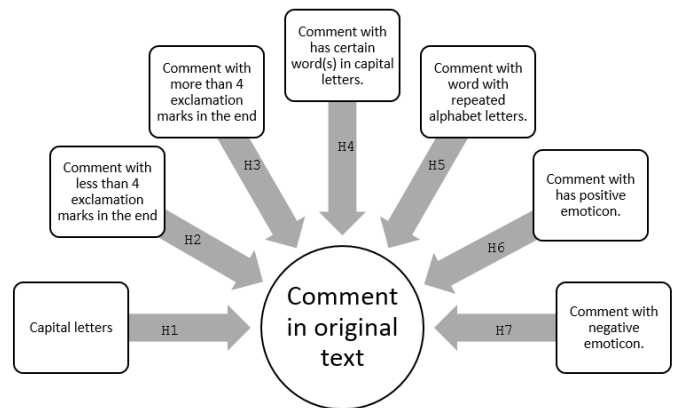 Comment with
has certain
word(s) in capital
letters.
Comment with
more than 4
exclamation
marks in the end
Comment with
word with
repeated
alphabet letters.
H4
H3
H5
Comment with
less than 4
exclamation
marks in the end
Comment with
has positive
emoticon.
H2
H6
Capital letters
H1
Comment
in original
text
H7
Comment with
negative
emoticon.